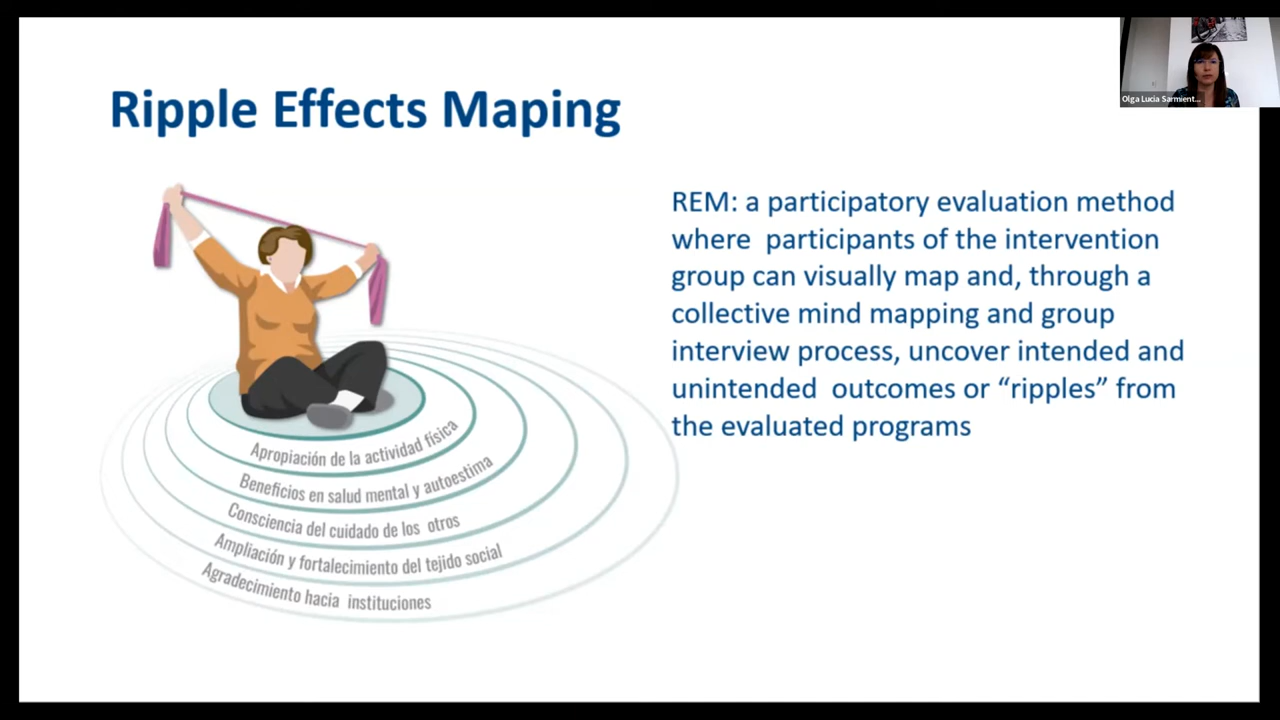 Ripple Effects Maping
Olga Lucia Sarmient...
REM: a participatory evaluation method
where participants of the intervention
group can visually map and, through a
collective mind mapping and group
interview process, uncover intended and
unintended outcomes or “ripples” from
the evaluated programs
Apropiación de la actividad física
Beneficios en salud mental y autoestima
Consciencia del cuidado de los otros
Ampliación y fortalecimiento del tejido social
Agradecimiento hacia instituciones